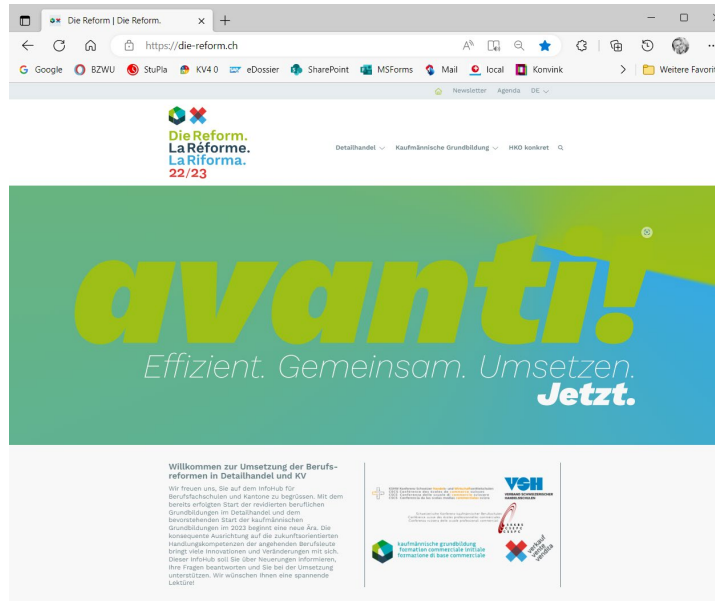 Die Reform | Die Reform.
https://die-reform.ch
Google BZWU StuPla KV4 0 eDossier SharePoint MSForms Mail local Konvink Weitere Favorit
Newsletter Agenda DE
Die Reform.
La Réforme.
La Riforma.
22/23
Detailhandel Kaufmännische Grundbildung HKO konkret
avanti!
Effizient. Gemeinsam. Umsetzen.
Jetzt.
Willkommen zur Umsetzung der Berufs-
reformen in Detailhandel und KV
Wir freuen uns, Sie auf dem InfoHub für
Berufsfachschulen und Kantone zu begrüssen. Mit dem
bereits erfolgten Start der revidierten beruflichen
Grundbildungen im Detailhandel und dem
bevorstehenden Start der kaufmännischen
Grundbildungen im 2023 beginnt eine neue Ära. Die
konsequente Ausrichtung auf die zukunftsorientierten
Handlungskompetenzen der angehenden Berufsleute
bringt viele Innovationen und Veränderungen mit sich.
Dieser InfoHub soll Sie über Neuerungen informieren,
Ihre Fragen beantworten und Sie bei der Umsetzung
unterstützen. Wir wünschen Ihnen eine spannende
Lektüre!
VSH
VERBAND SCHWEIZERISCHER
HANDELSSCHULEN
kaufmännische grundbildung
formation commerciale initiale
formazione di base commerciale
verkauf
vente
vendita